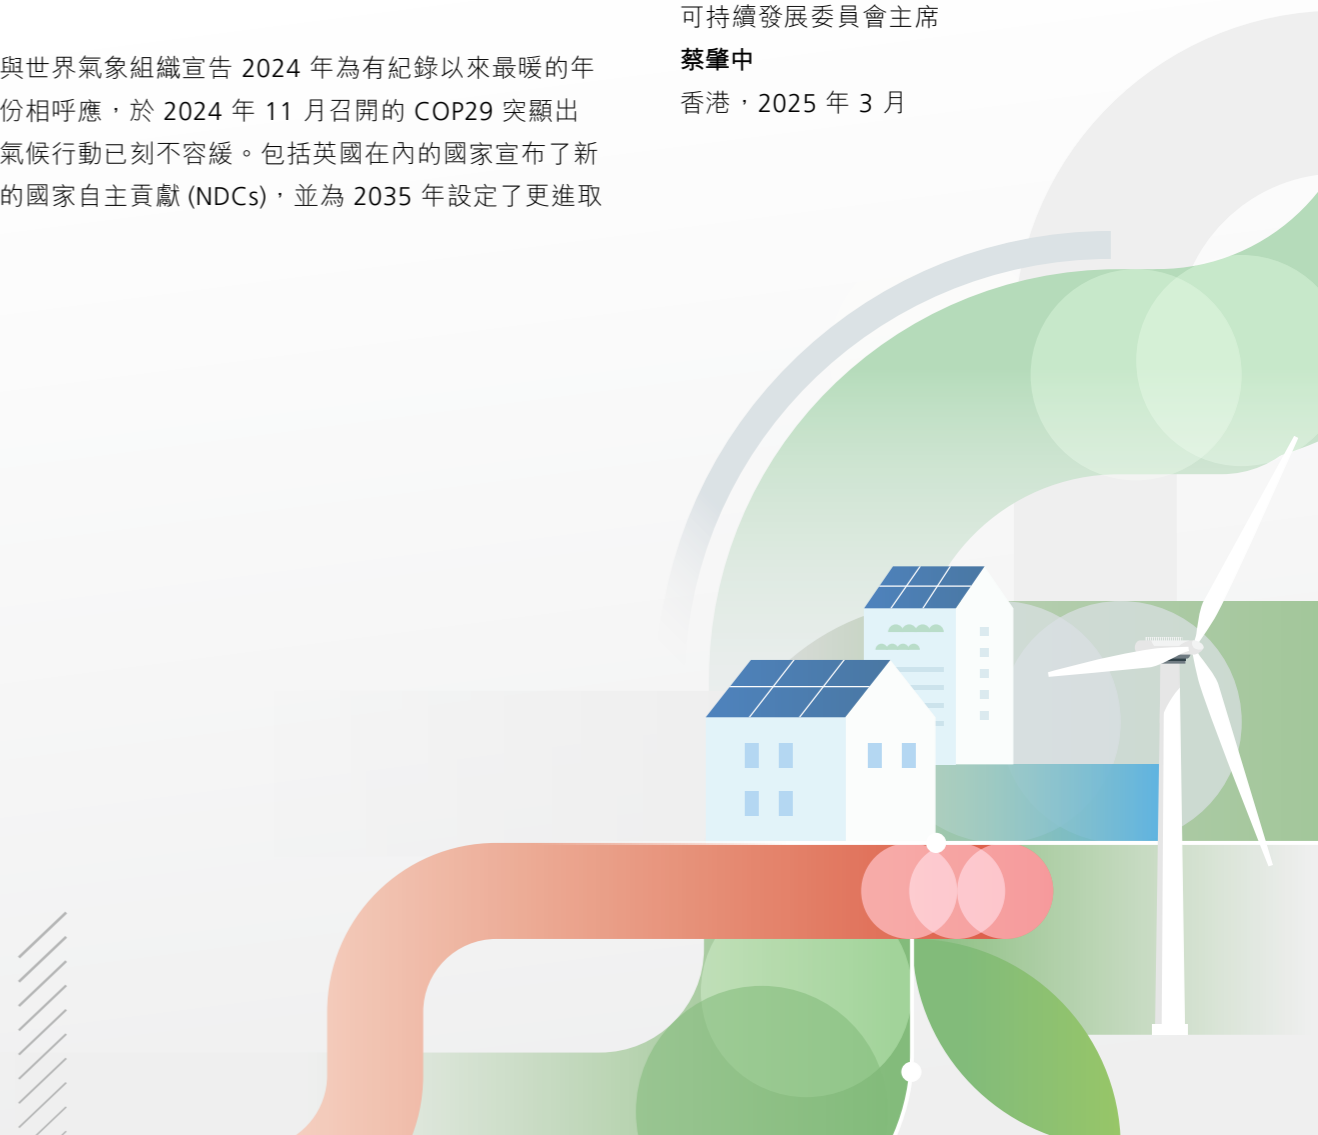 與世界氣象組織宣告 2024 年為有紀錄以來最暖的年
份相呼應，於 2024 年 11 月召開的 COP29 突顯出
氣候行動已刻不容緩。包括英國在內的國家宣布了新
的國家自主貢獻 (NDCs)，並為 2035 年設定了更進取
可持續發展委員會主席
蔡肇中
香港，2025 年 3 月